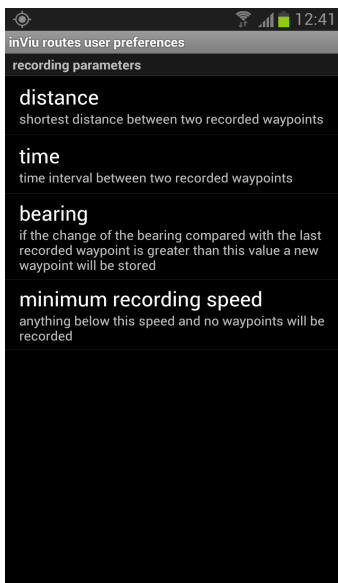 12:41
inViu routes user preferences
recording parameters
distance
shortest distance between two recorded waypoints
time
time interval between two recorded waypoints
bearing
if the change of the bearing compared with the last
recorded waypoint is greater than this value a new
waypoint will be stored
minimum recording speed
anything below this speed and no waypoints will be
recorded